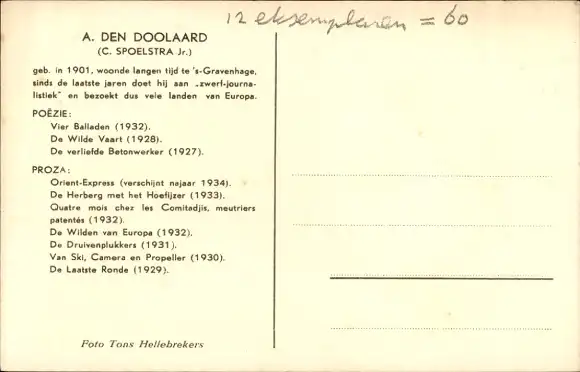 12 eksemplaren = 60
A. DEN DOOLAARD
(C. SPOELSTRA Jr.)
geb. in 1901, woonde langen tijd te 's-Gravenhage,
sinds de laatste jaren doet hij aan „zwerf-journa-
listiek" en bezoekt dus vele landen van Europa.
POËZIE:
Vier Balladen (1932).
De Wilde Vaart (1928).
De verliefde Betonwerker (1927).
PROZA:
Orient-Express (verschijnt najaar 1934).
De Herberg met het Hoefijzer (1933).
Quatre mois chez les Comitadjis, meutriers
patentés (1932).
De Wilden van Europa (1932).
De Druivenplukkers (1931).
Van Ski, Camera en Propeller (1930).
De Laatste Ronde (1929).
Foto Tons Hellebrekers